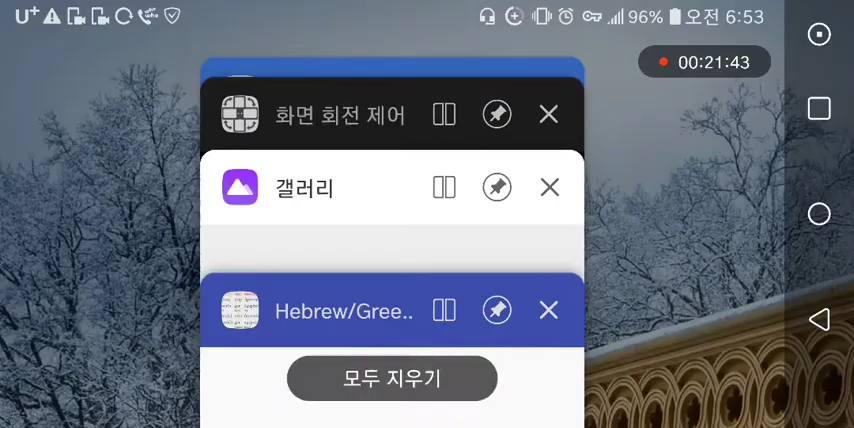 U+ 96% 오전 6:53
00:21:43
화면 회전 제어
갤러리
Hebrew/Gree..
모두 지우기